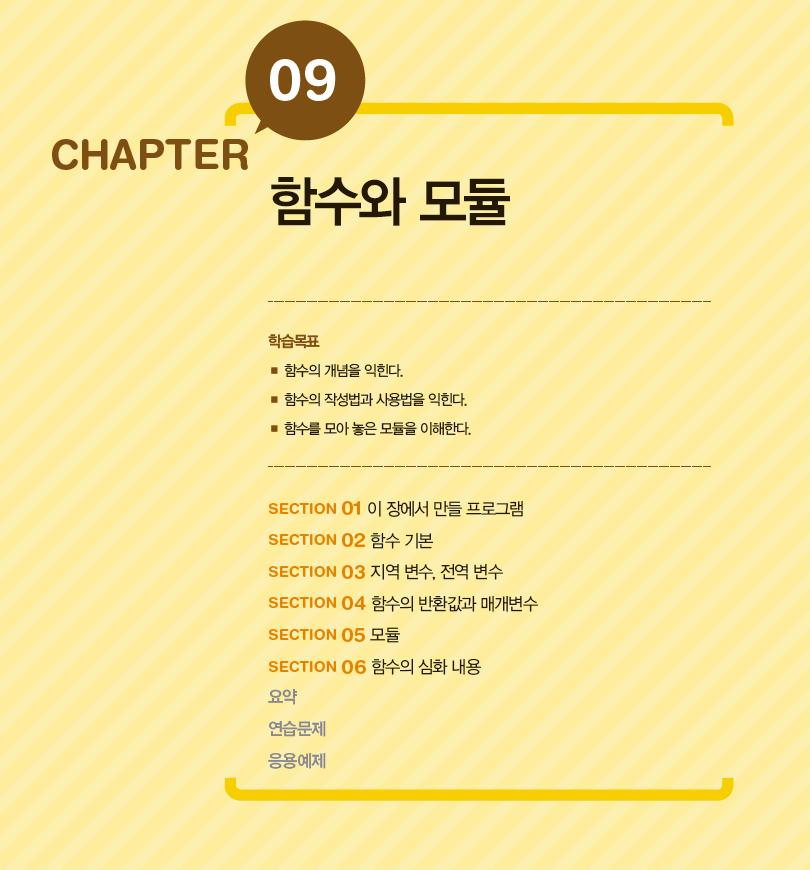 09
CHAPTER
함수와 모듈
학습목표
■ 함수의 개념을 익힌다.
■ 함수의 작성법과 사용법을 익힌다.
■ 함수를 모아 놓은 모듈을 이해한다.
SECTION 01 이 장에서 만들 프로그램
SECTION 02 함수 기본
SECTION 03 지역 변수, 전역 변수
SECTION 04 함수의 반환값과 매개변수
SECTION 05 모듈
SECTION 06 함수의 심화 내용
요약
연습문제
응용예제